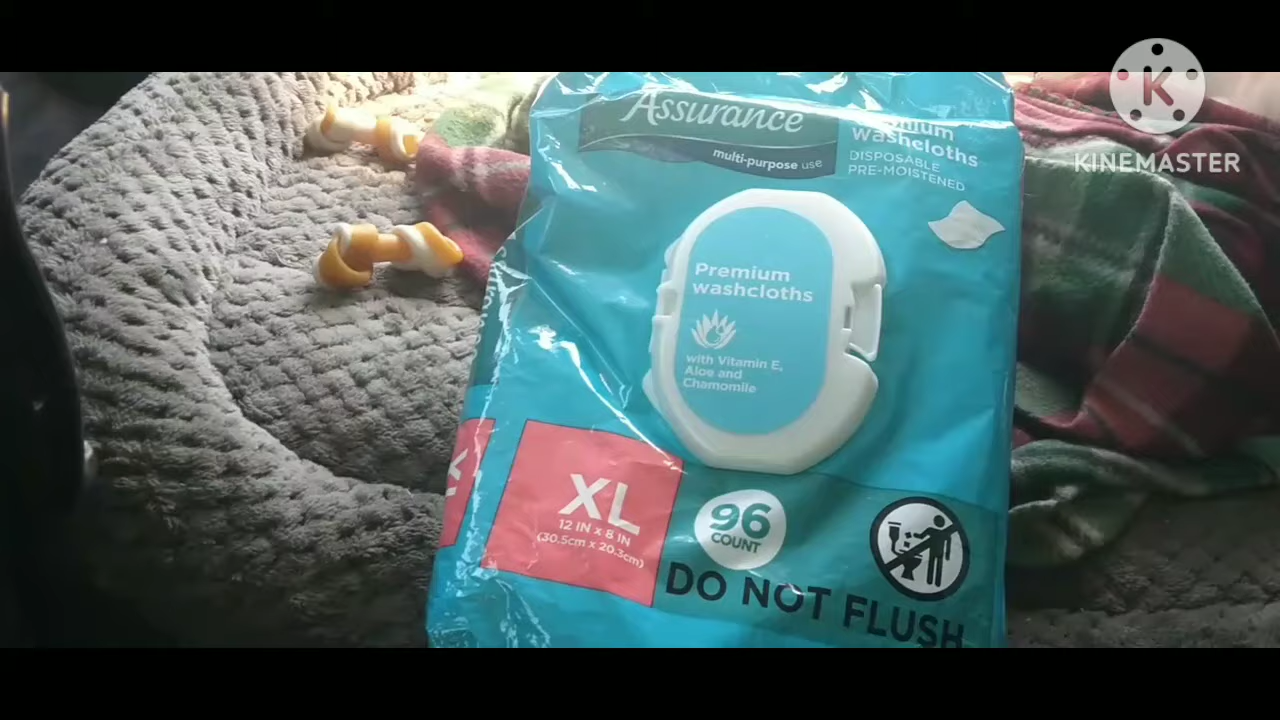 Assurance
multi-purpose use
Premium
washcloths
DISPOSABLE
PRE-MOISTENED
Premium
washcloths
with Vitamin E,
Aloe and
Chamomile
XL
12 IN x 8 IN
(30.5cm x 20.3cm)
96
COUNT
DO NOT FLUSH
K
KINEMASTER